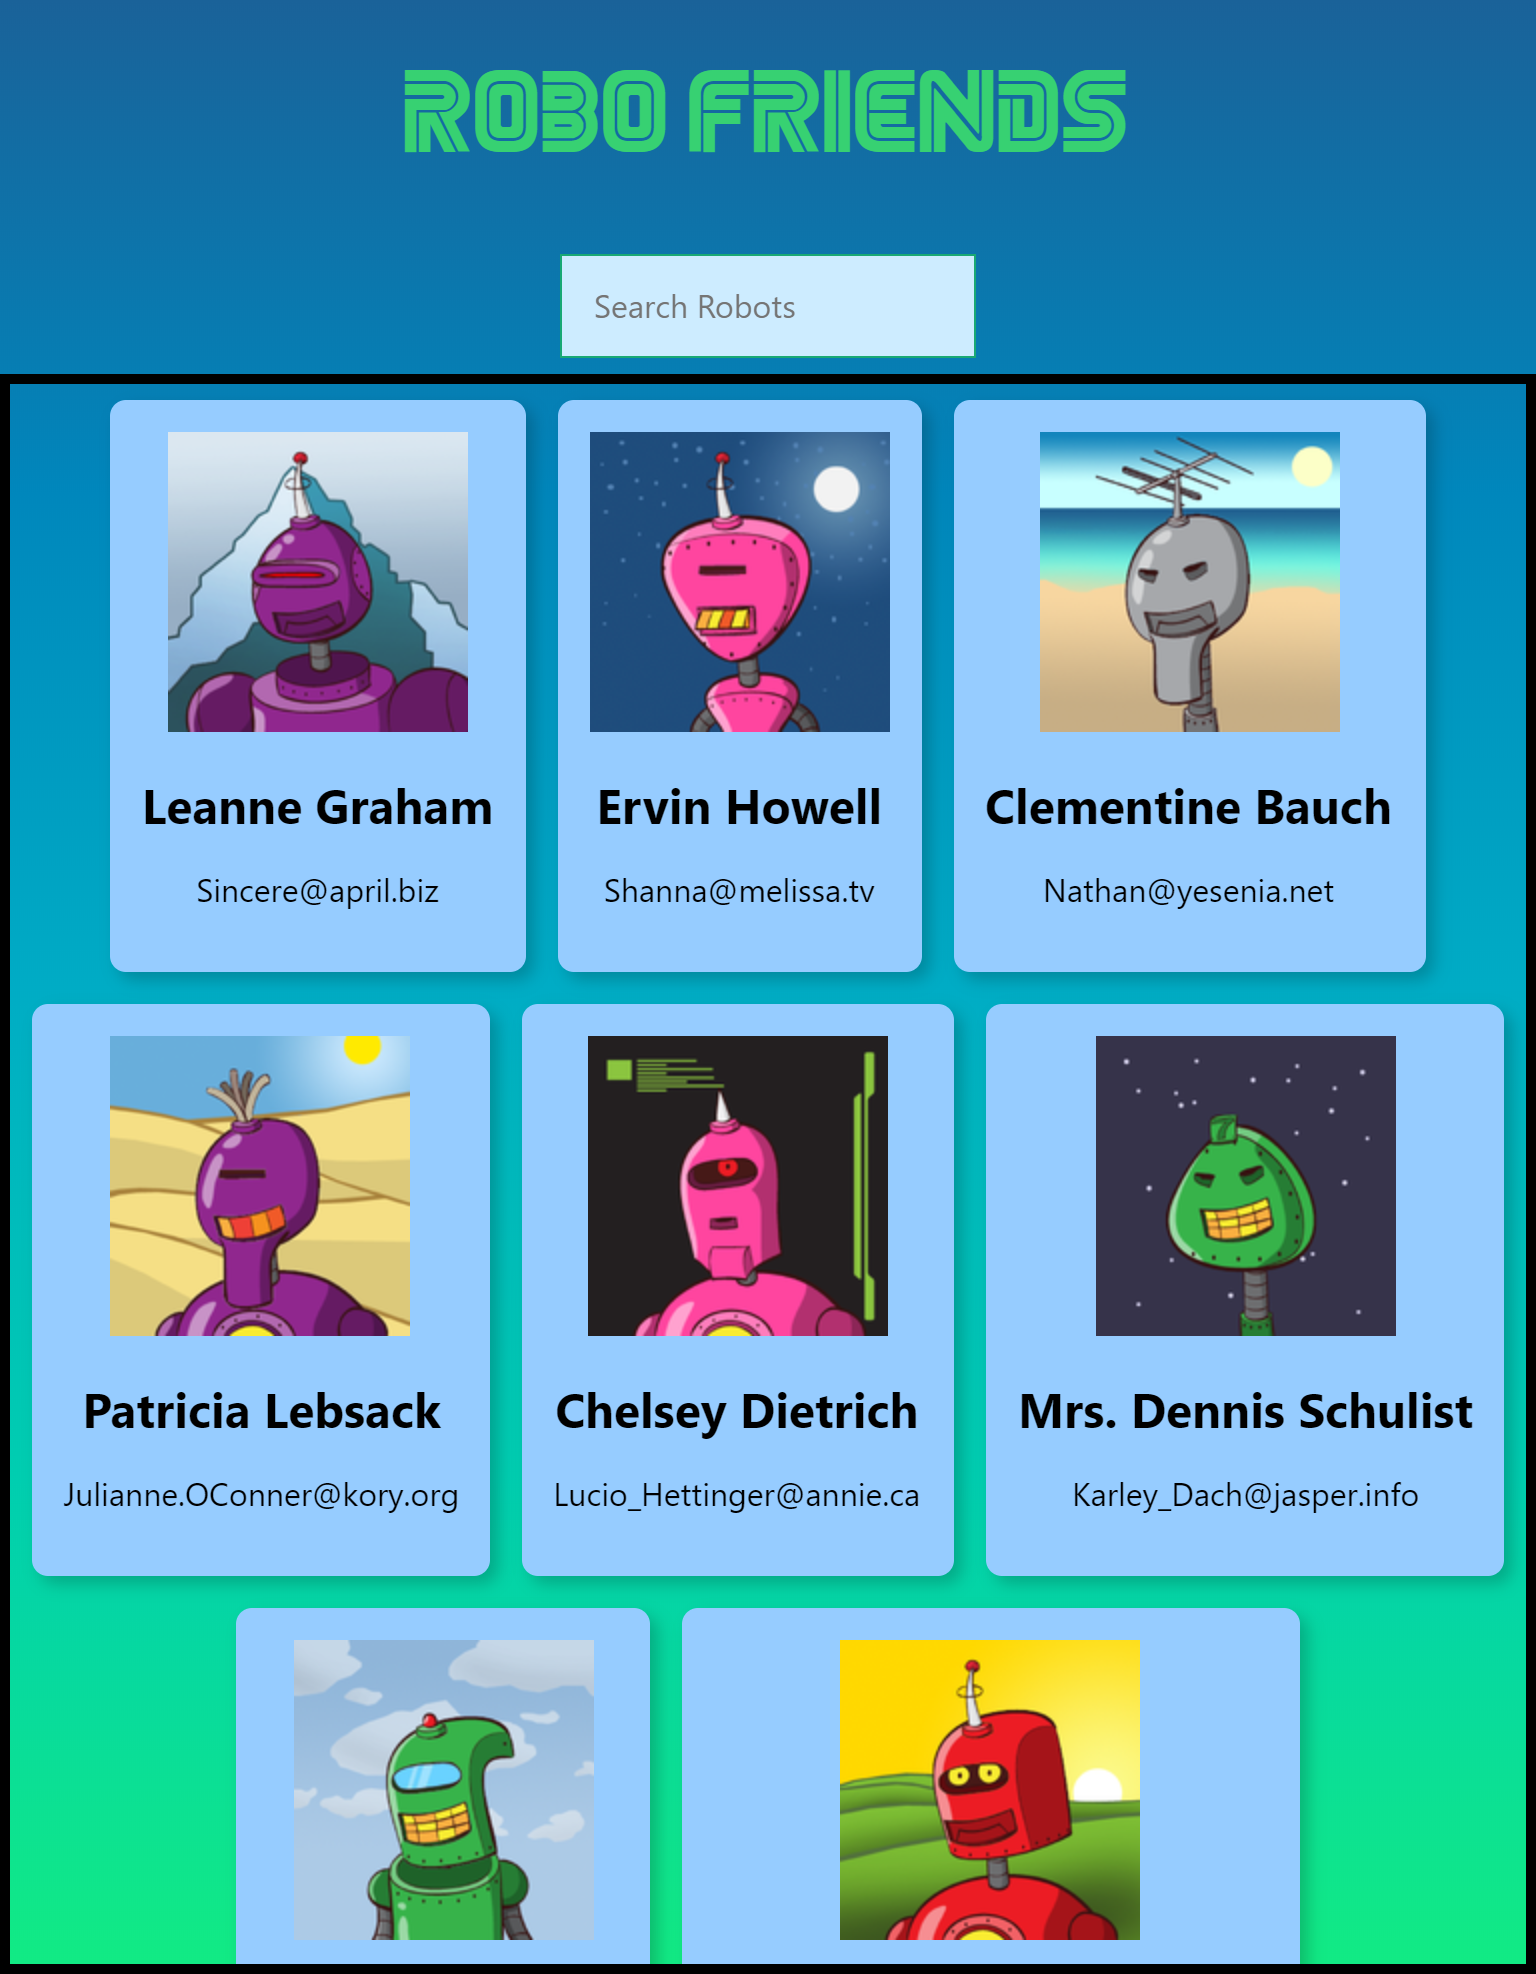 ROBO FRIENDS
Search Robots
Leanne Graham
Sincere@april.biz
Ervin Howell
Shanna@melissa.tv
Clementine Bauch
Nathan@yesenia.net
Patricia Lebsack
Julianne.OConner@kory.org
Chelsey Dietrich
Lucio_Hettinger@annie.ca
7
Mrs. Dennis Schulist
Karley_Dach@jasper.info